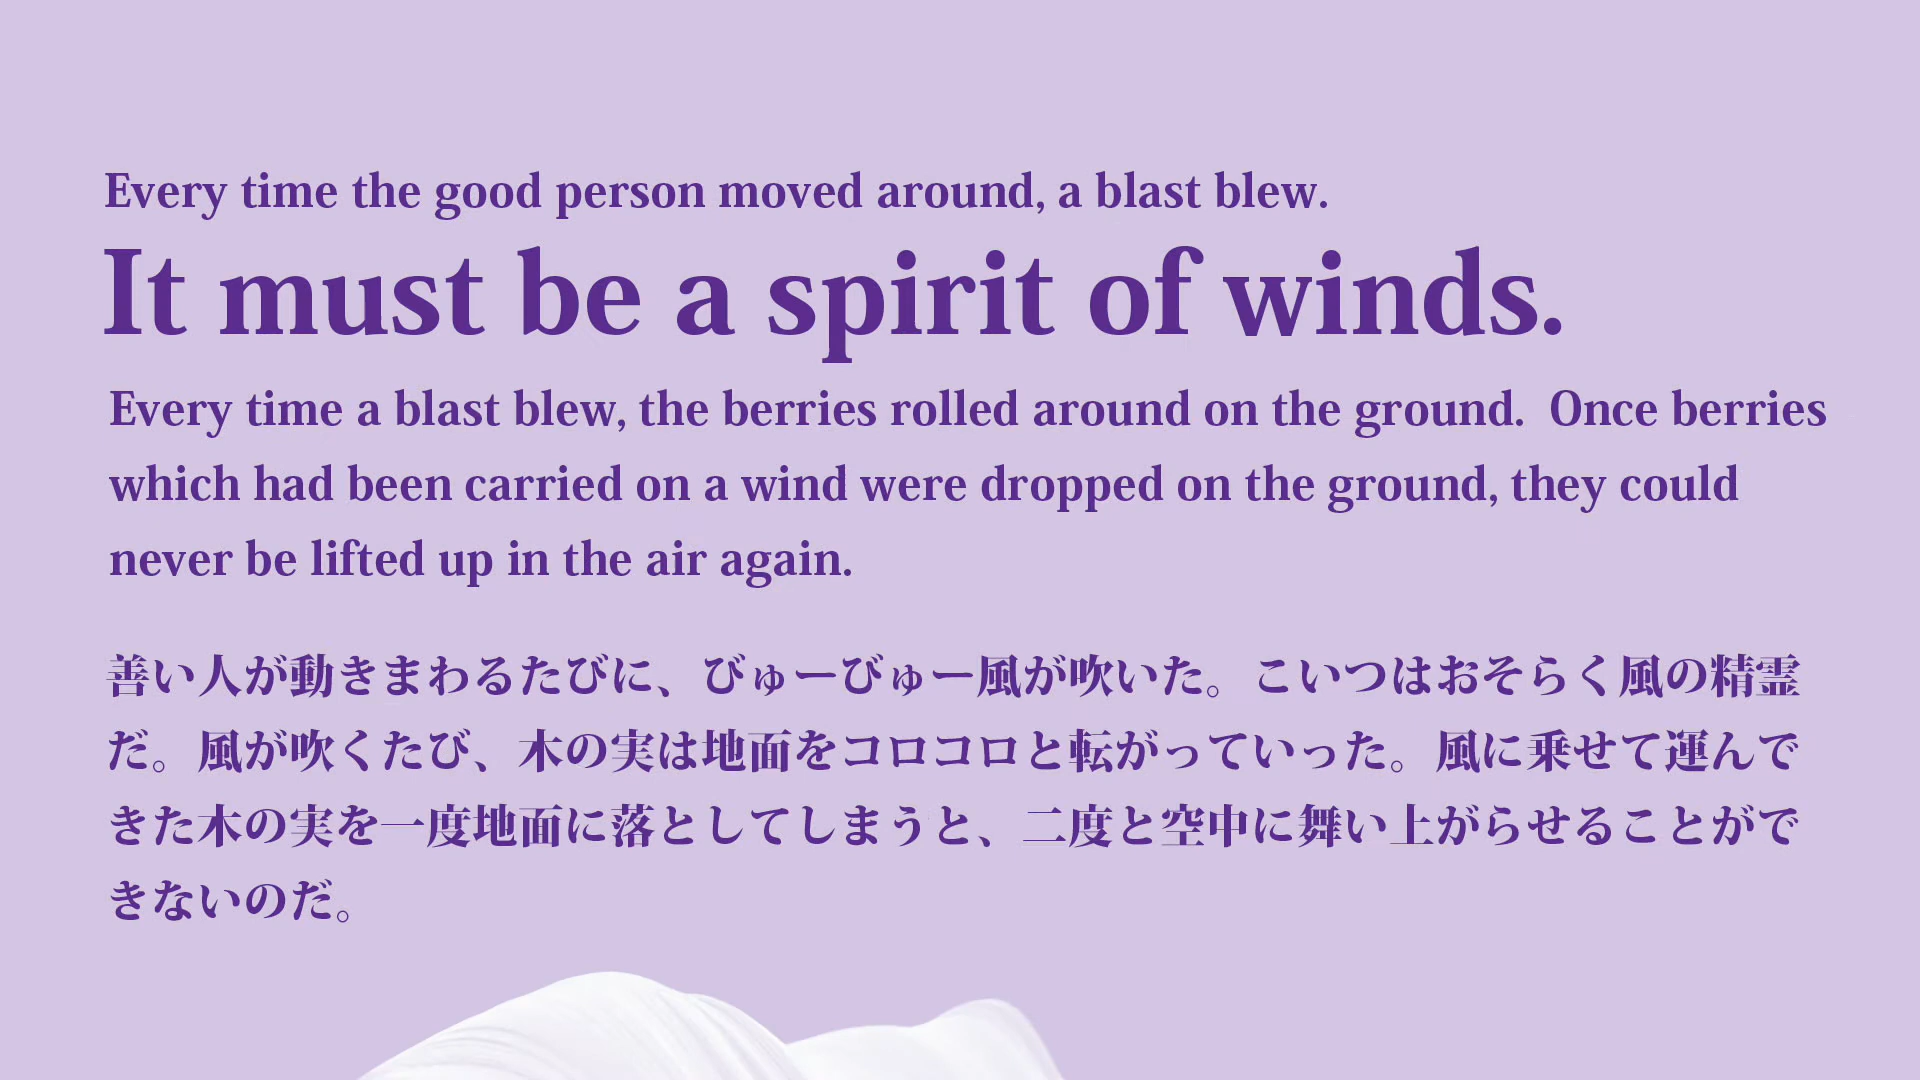 Every time the good person moved around, a blast blew.
It must be a spirit of winds.
Every time a blast blew, the berries rolled around on the ground.  Once berries
which had been carried on a wind were dropped on the ground, they could
never be lifted up in the air again.
善い人が動きまわるたびに、びゅーびゅー風が吹いた。こいつはおそらく風の精霊
だ。風が吹くたび、木の実は地面をコロコロと転がっていった。風に乗せて運んで
きた木の実を一度地面に落としてしまうと、二度と空中に舞い上がらせることがで
きないのだ。